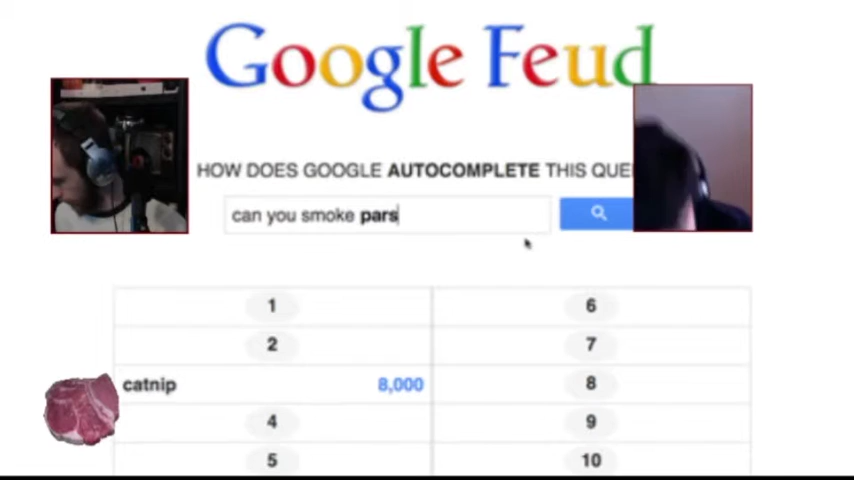 Google Feud
HOW DOES GOOGLE AUTOCOMPLETE THIS QUE
can you smoke pars
1 6
2 7
catnip 8,000 8
4 9
5 10